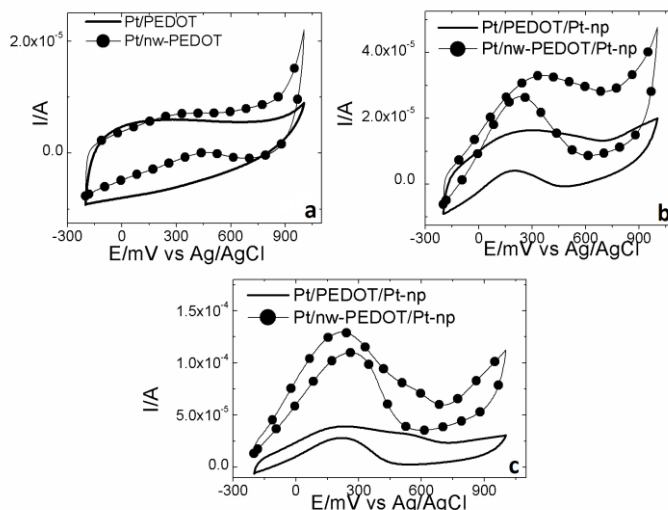 Pt/PEDOT
Pt/nw-PEDOT
2.0x10⁻⁵
0.0
I/A
-300 0 300 600 900
E/mV vs Ag/AgCl
a
Pt/PEDOT/Pt-np
Pt/nw-PEDOT/Pt-np
4.0x10⁻⁵
2.0x10⁻⁵
0.0
I/A
-300 0 300 600 900
E/mV vs Ag/AgCl
b
Pt/PEDOT/Pt-np
Pt/nw-PEDOT/Pt-np
1.5x10⁻⁴
1.0x10⁻⁴
5.0x10⁻⁵
0.0
I/A
-300 0 300 600 900
E/mV vs Ag/AgCl
c